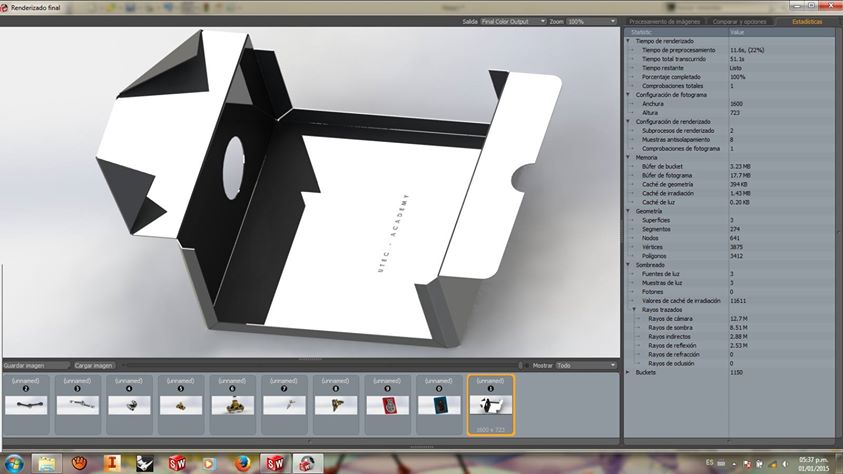 Renderizado final
Salida Final Color Output Zoom 100%
Procesamiento de imágenes Comparar y opciones Estadísticas
Statistic Value
Tiempo de renderizado
Tiempo de preprocesamiento 11.6s, (22%)
Tiempo total transcurrido 51.1s
Tiempo restante Listo
Porcentaje completado 100%
Comprobaciones totales 1
Configuración de fotograma
Anchura 1600
Altura 723
Configuración de renderizado
Subprocesos de renderizado 2
Muestras antisolapamiento 8
Comprobaciones de fotograma 1
Memoria
Búfer de bucket 3.23 MB
Búfer de fotograma 17.7 MB
Caché de geometría 394 KB
Caché de irradiación 1.43 MB
Caché de luz 0.20 KB
Geometría
Superficies 3
Segmentos 274
Nodos 641
Vértices 3875
Polígonos 3412
Sombreado
Fuentes de luz 3
Muestras de luz 3
Fotones 0
Valores de caché de irradiación 11611
Rayos trazados
Rayos de cámara 12.7 M
Rayos de sombra 8.51 M
Rayos indirectos 2.88 M
Rayos de reflexión 2.53 M
Rayos de refracción 0
Rayos de oclusión 0
Buckets 1150
UTEC - ACADEMY
Guardar imagen Cargar imagen Mostrar Todo
(unnamed) (unnamed) (unnamed) (unnamed) (unnamed) (unnamed) (unnamed) (unnamed) (unnamed) (unnamed)
2 3 4 5 6 7 8 9 0 1
1600 x 723
ES 05:37 p.m.
01/01/2015